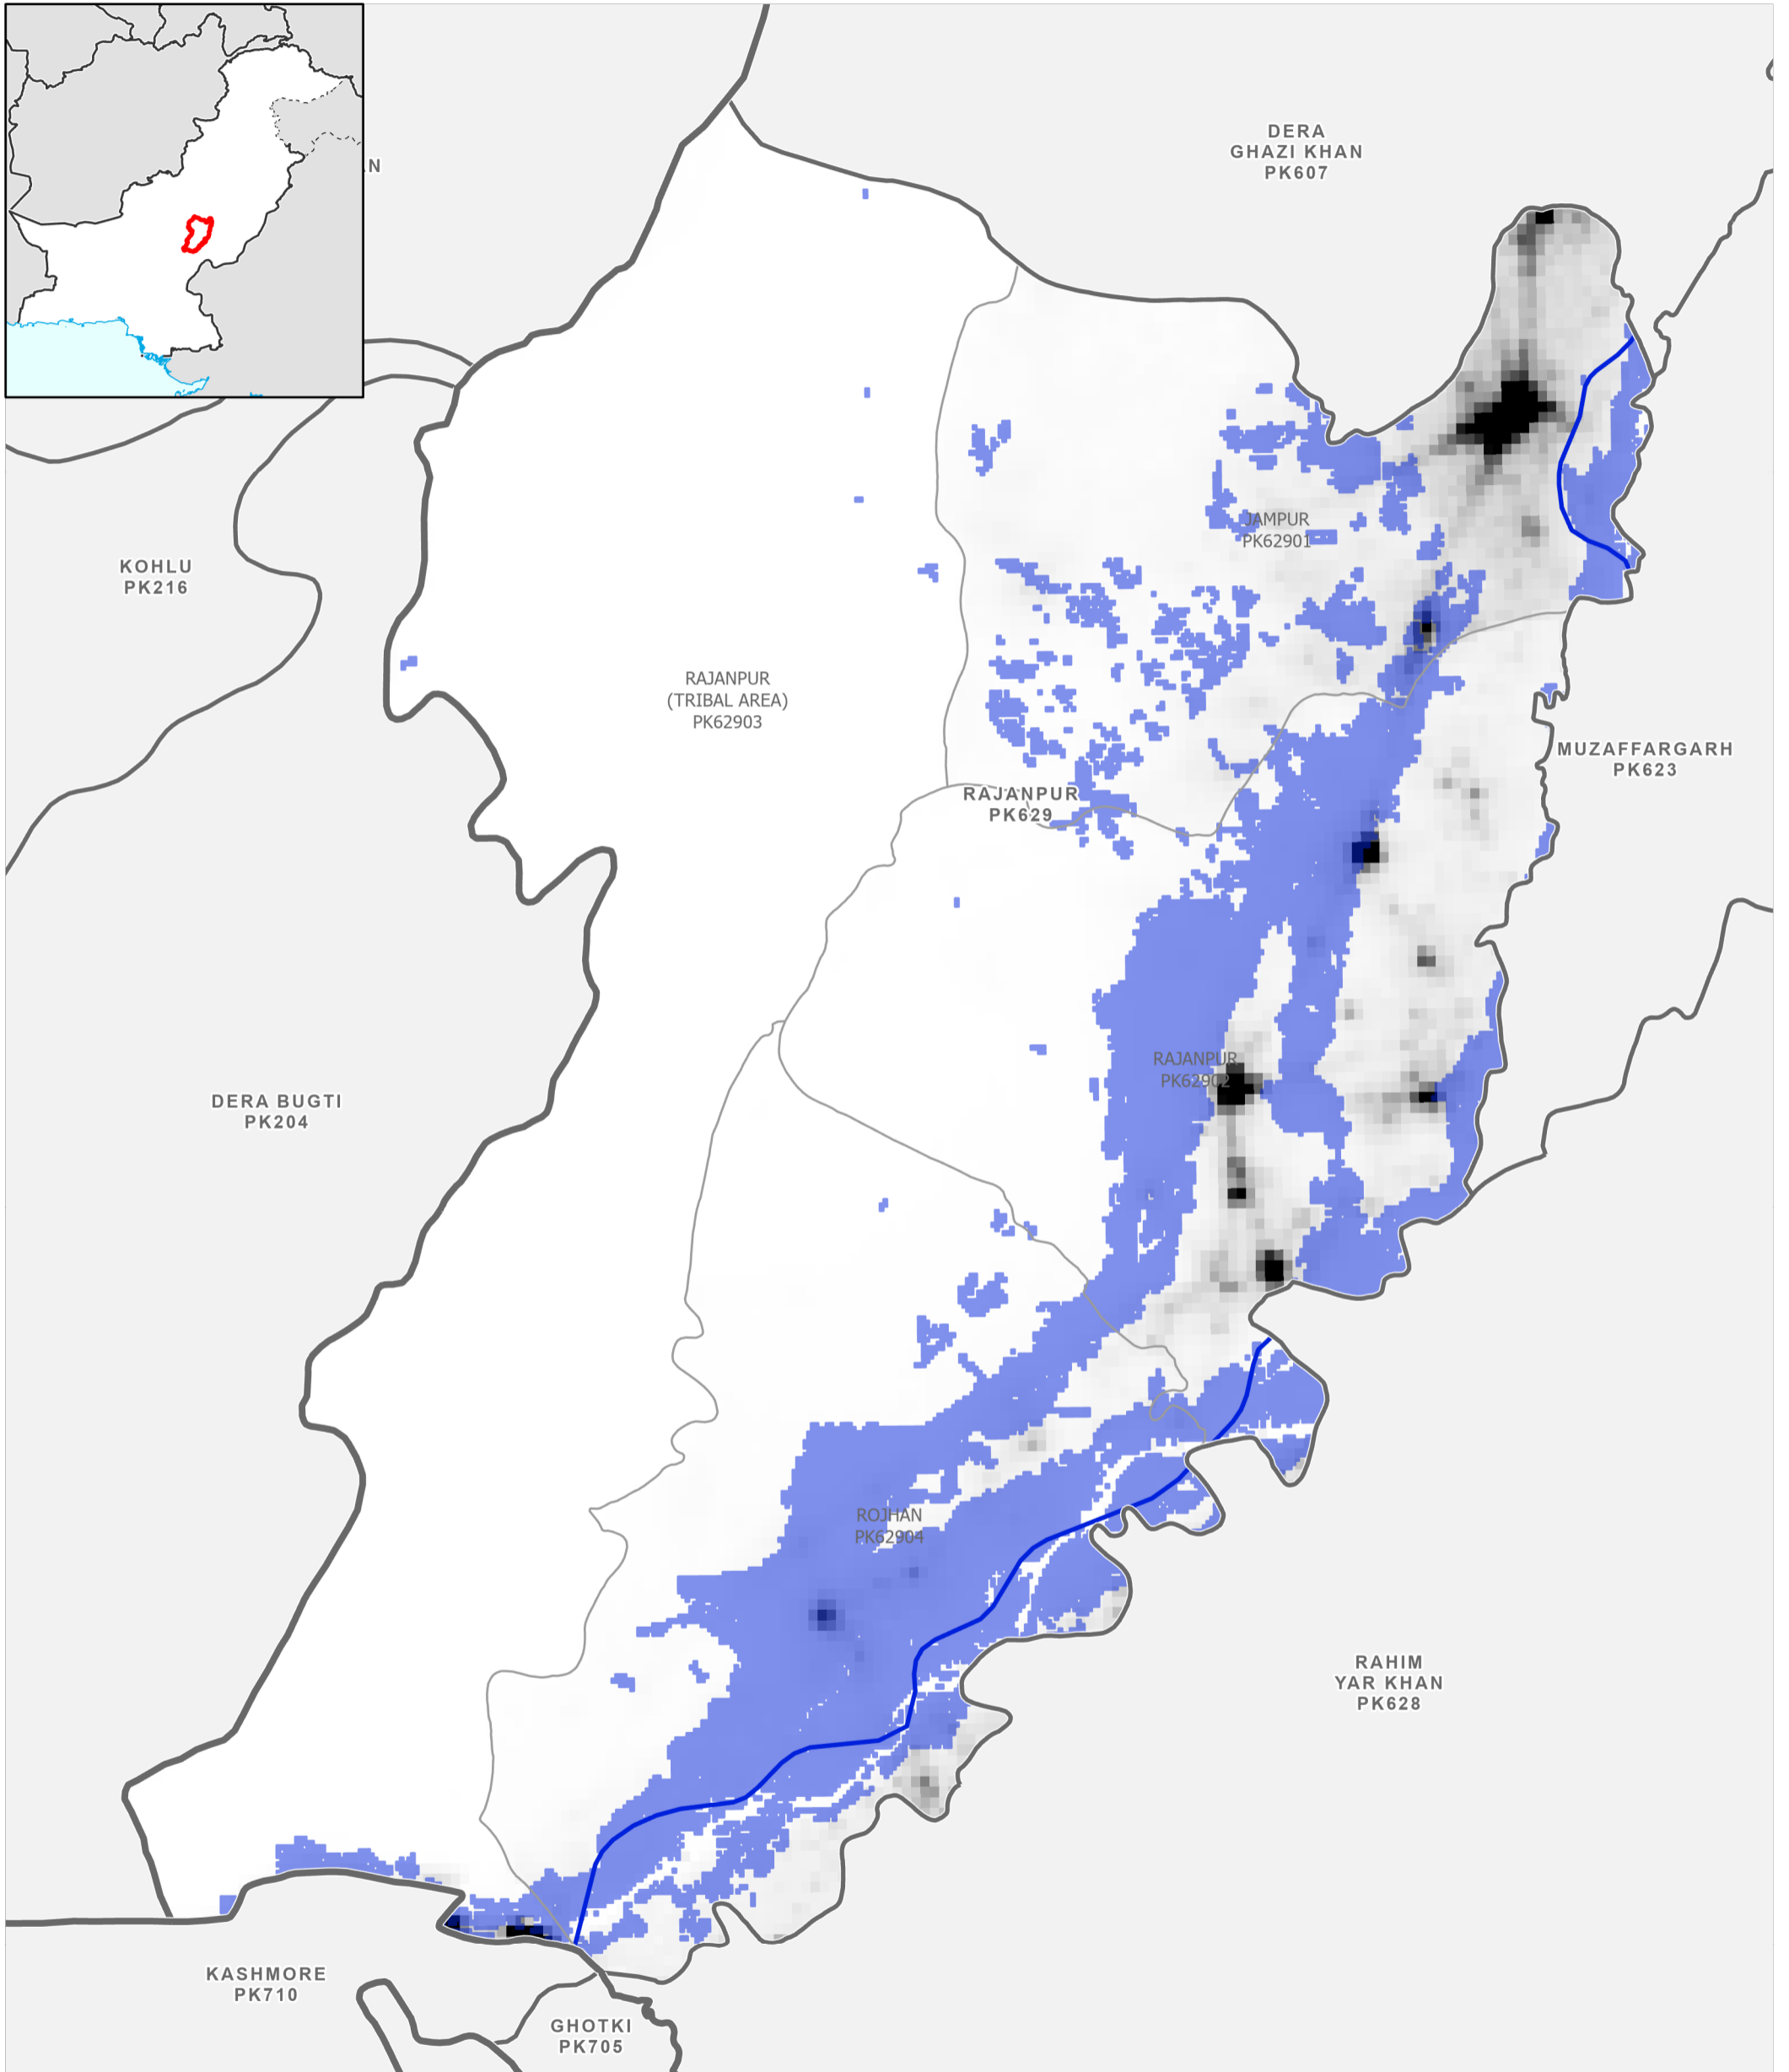 DERA
GHAZI KHAN
PK607
KOHLU
PK216
JAMPUR
PK62901
RAJANPUR
(TRIBAL AREA)
PK62903
MUZAFFARGARH
PK623
RAJANPUR
PK629
RAJANPUR
PK62902
DERA BUGTI
PK204
ROJHAN
PK62904
RAHIM
YAR KHAN
PK628
KASHMORE
PK710
GHOTKI
PK705